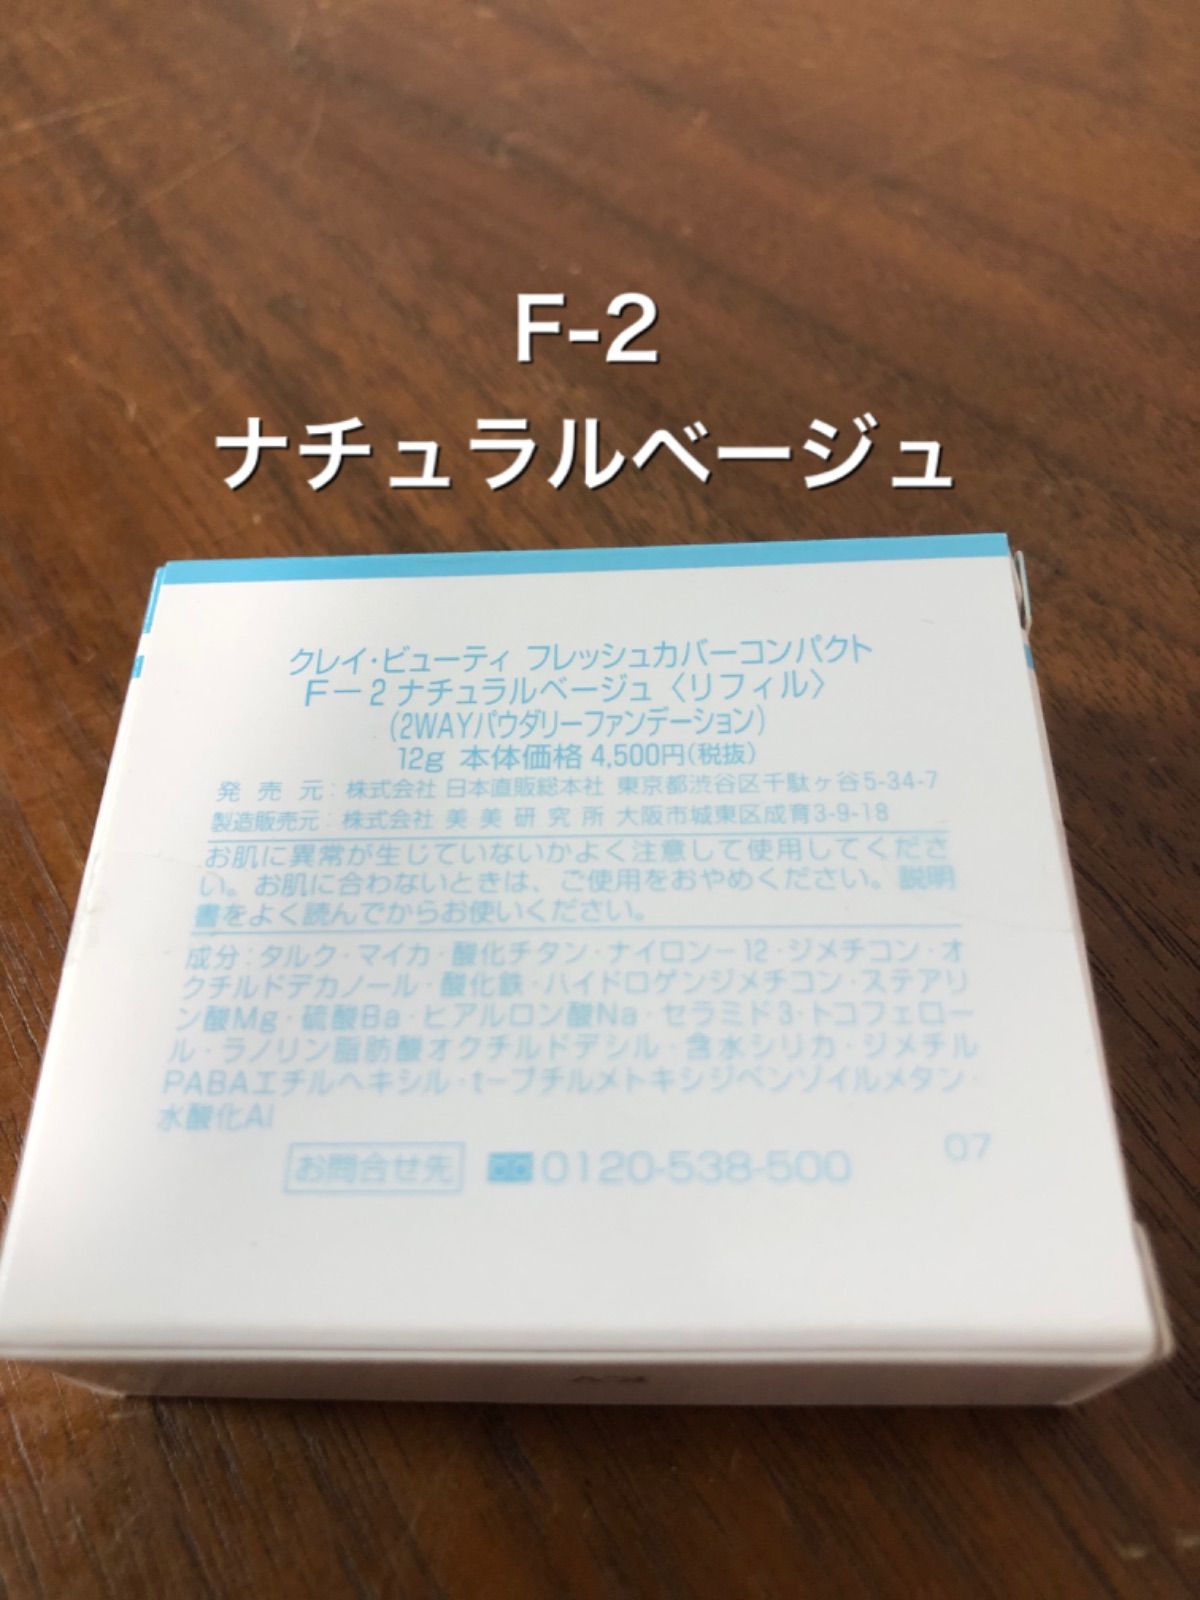 F-2
ナチュラルベージュ
クレイ・ビューティ フレッシュカバーコンパクト
F－2 ナチュラルベージュ〈リフィル〉
(2WAYパウダリーファンデーション)
12g 本体価格 4,500円(税抜)
発売元：株式会社 日本直販総本社 東京都渋谷区千駄ヶ谷5-34-7
製造販売元：株式会社 美美研究所 大阪市城東区成育3-9-18
お肌に異常が生じていないかよく注意して使用してくださ
い。お肌に合わないときは、ご使用をおやめください。説明
書をよく読んでからお使いください。
成分：タルク・マイカ・酸化チタン・ナイロン－12・ジメチコン・オ
クチルドデカノール・酸化鉄・ハイドロゲンジメチコン・ステアリ
ン酸Mg・硫酸Ba・ヒアルロン酸Na・セラミド3・トコフェロー
ル・ラノリン脂肪酸オクチルドデシル・含水シリカ・ジメチル
PABAエチルヘキシル・t－ブチルメトキシジベンゾイルメタン・
水酸化Al
お問合せ先 0120-538-500
07